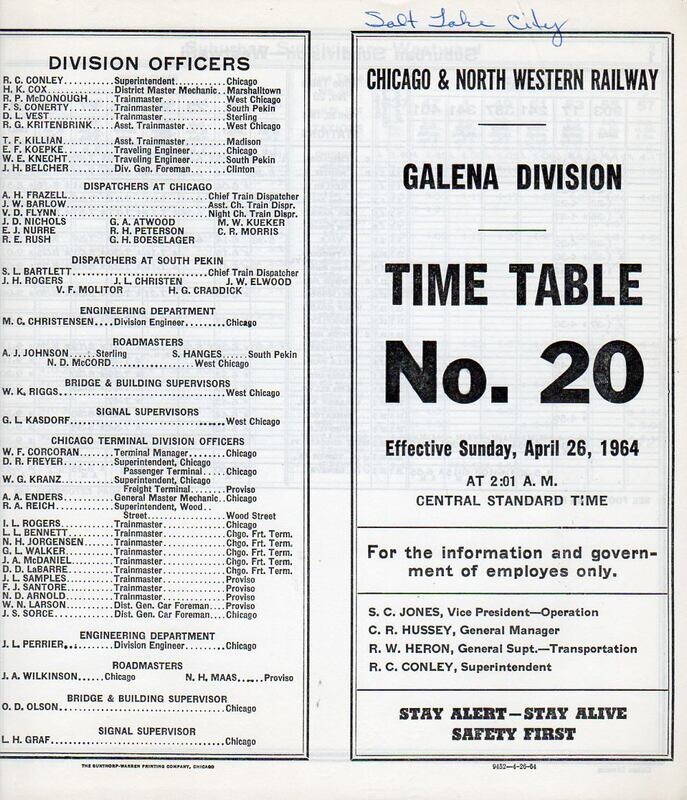 Salt Lake City
DIVISION OFFICERS
R. C. CONLEY..........Superintendent..........Chicago
H. K. COX..........District Master Mechanic..Marshalltown
R. P. McDONOUGH......Trainmaster..........West Chicago
F. S. CONERTY..........Trainmaster..........South Pekin
D. L. VEST..........Trainmaster..........Sterling
R. G. KRITENBRINK....Asst. Trainmaster.......West Chicago
T. F. KILLIAN..........Asst. Trainmaster.......Madison
E. F. KOEPKE..........Traveling Engineer......Chicago
W. E. KNECHT..........Traveling Engineer......South Pekin
J. H. BELCHER..........Div. Gen. Foreman.......Clinton
DISPATCHERS AT CHICAGO
A. H. FRAZELL..........Chief Train Dispatcher
J. W. BARLOW..........Asst. Ch. Train Dispr.
V. D. FLYNN..........Night Ch. Train Dispr.
J. D. NICHOLS G. A. ATWOOD M. W. KUEKER
E. J. NURRE R. H. PETERSON C. R. MORRIS
R. E. RUSH G. H. BOESELAGER
DISPATCHERS AT SOUTH PEKIN
S. L. BARTLETT..........Chief Train Dispatcher
J. H. ROGERS J. L. CHRISTEN J. W. ELWOOD
V. F. MOLITOR H. G. CRADDICK
ENGINEERING DEPARTMENT
M. C. CHRISTENSEN....Division Engineer.........Chicago
ROADMASTERS
A. J. JOHNSON.....Sterling S. HANGES.....South Pekin
N. D. McCORD..........West Chicago
BRIDGE & BUILDING SUPERVISORS
W. K. RIGGS..........West Chicago
SIGNAL SUPERVISORS
G. L. KASDORF..........West Chicago
CHICAGO TERMINAL DIVISION OFFICERS
W. F. CORCORAN........Terminal Manager........Chicago
D. R. FREYER..........Superintendent, Chicago
Passenger Terminal.....Chicago
W. G. KRANZ..........Superintendent, Chicago
Freight Terminal.......Proviso
A. A. ENDERS..........General Master Mechanic..Chicago
R. A. REICH..........Superintendent, Wood
Street..........Wood Street
I. L. ROGERS..........Trainmaster..........Chgo. Frt. Term.
L. L. BENNETT..........Trainmaster..........Chgo. Frt. Term.
N. H. JORGENSEN.......Trainmaster..........Chgo. Frt. Term.
G. L. WALKER..........Trainmaster..........Chgo. Frt. Term.
J. A. McDANIEL..........Trainmaster..........Chgo. Frt. Term.
D. D. LaBARRE..........Trainmaster..........Chgo. Frt. Term.
J. L. SAMPLES..........Trainmaster..........Proviso
F. J. SANTORE..........Trainmaster..........Proviso
N. D. ARNOLD..........Trainmaster..........Proviso
W. N. LARSON..........Dist. Gen. Car Foreman....Proviso
J. S. SORCE..........Dist. Gen. Car Foreman....Chicago
ENGINEERING DEPARTMENT
J. L. PERRIER..........Division Engineer.........Chicago
ROADMASTERS
J. A. WILKINSON......Chicago N. H. MAAS.....Proviso
BRIDGE & BUILDING SUPERVISOR
O. D. OLSON..........Chicago
SIGNAL SUPERVISOR
L. H. GRAF..........Chicago
THE GUNTHORP-WARREN PRINTING COMPANY, CHICAGO
CHICAGO & NORTH WESTERN RAILWAY
GALENA DIVISION
TIME TABLE
No. 20
Effective Sunday, April 26, 1964
AT 2:01 A. M.
CENTRAL STANDARD TIME
For the information and govern-
ment of employes only.
S. C. JONES, Vice President—Operation
C. R. HUSSEY, General Manager
R. W. HERON, General Supt.—Transportation
R. C. CONLEY, Superintendent
STAY ALERT—STAY ALIVE
SAFETY FIRST
9452—4-26-64